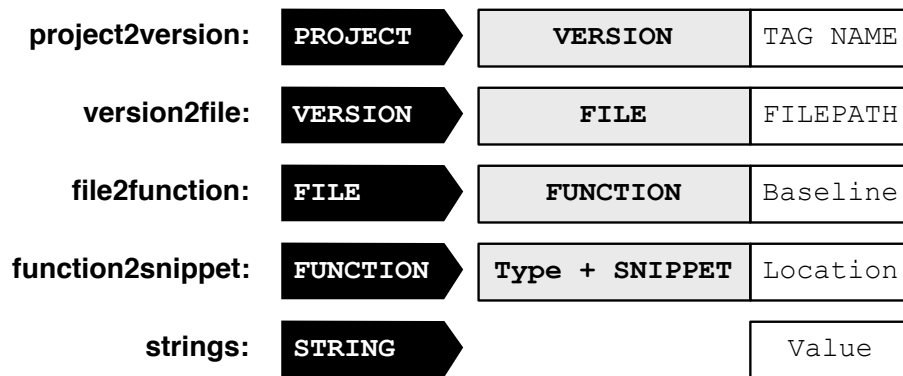 project2version: PROJECT VERSION TAG NAME
version2file: VERSION FILE FILEPATH
file2function: FILE FUNCTION Baseline
function2snippet: FUNCTION Type + SNIPPET Location
strings: STRING Value